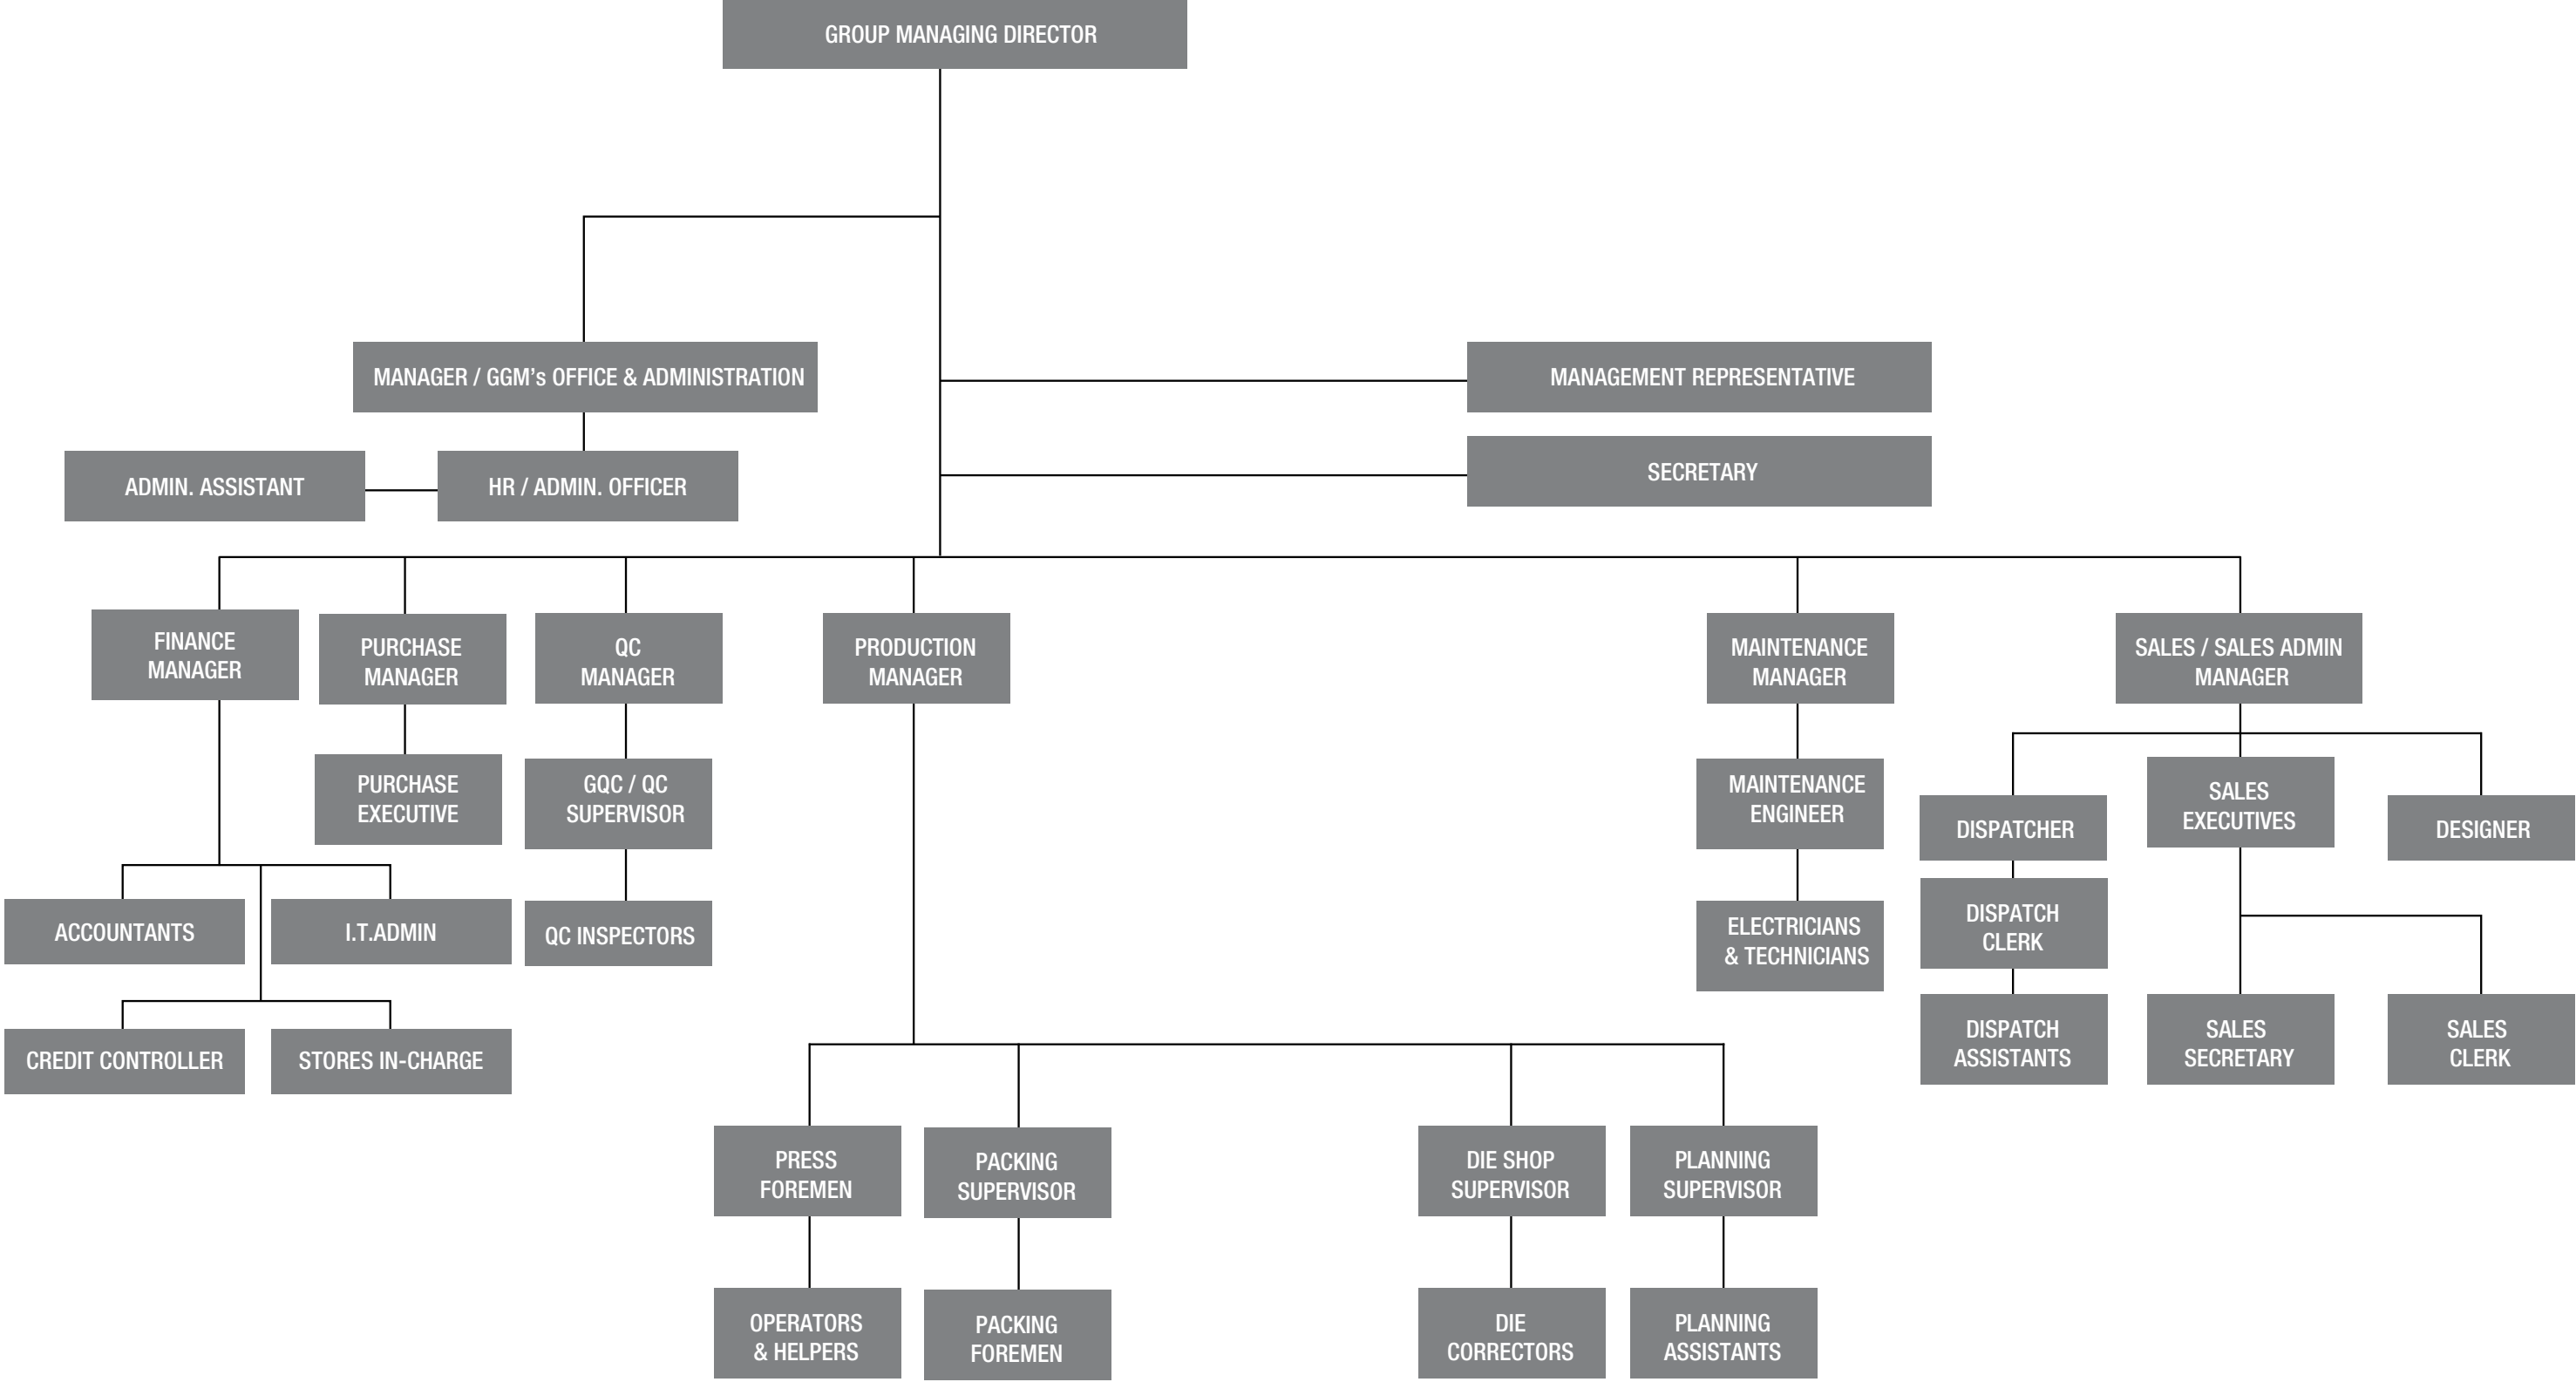 GROUP MANAGING DIRECTOR
MANAGER / GGM's OFFICE & ADMINISTRATION
MANAGEMENT REPRESENTATIVE
SECRETARY
ADMIN. ASSISTANT
HR / ADMIN. OFFICER
FINANCE
MANAGER
PURCHASE
MANAGER
QC
MANAGER
PRODUCTION
MANAGER
MAINTENANCE
MANAGER
SALES / SALES ADMIN
MANAGER
PURCHASE
EXECUTIVE
GQC / QC
SUPERVISOR
MAINTENANCE
ENGINEER
DISPATCHER
SALES
EXECUTIVES
DESIGNER
ACCOUNTANTS
I.T.ADMIN
QC INSPECTORS
ELECTRICIANS
& TECHNICIANS
DISPATCH
CLERK
CREDIT CONTROLLER
STORES IN-CHARGE
DISPATCH
ASSISTANTS
SALES
SECRETARY
SALES
CLERK
PRESS
FOREMEN
PACKING
SUPERVISOR
DIE SHOP
SUPERVISOR
PLANNING
SUPERVISOR
OPERATORS
& HELPERS
PACKING
FOREMEN
DIE
CORRECTORS
PLANNING
ASSISTANTS